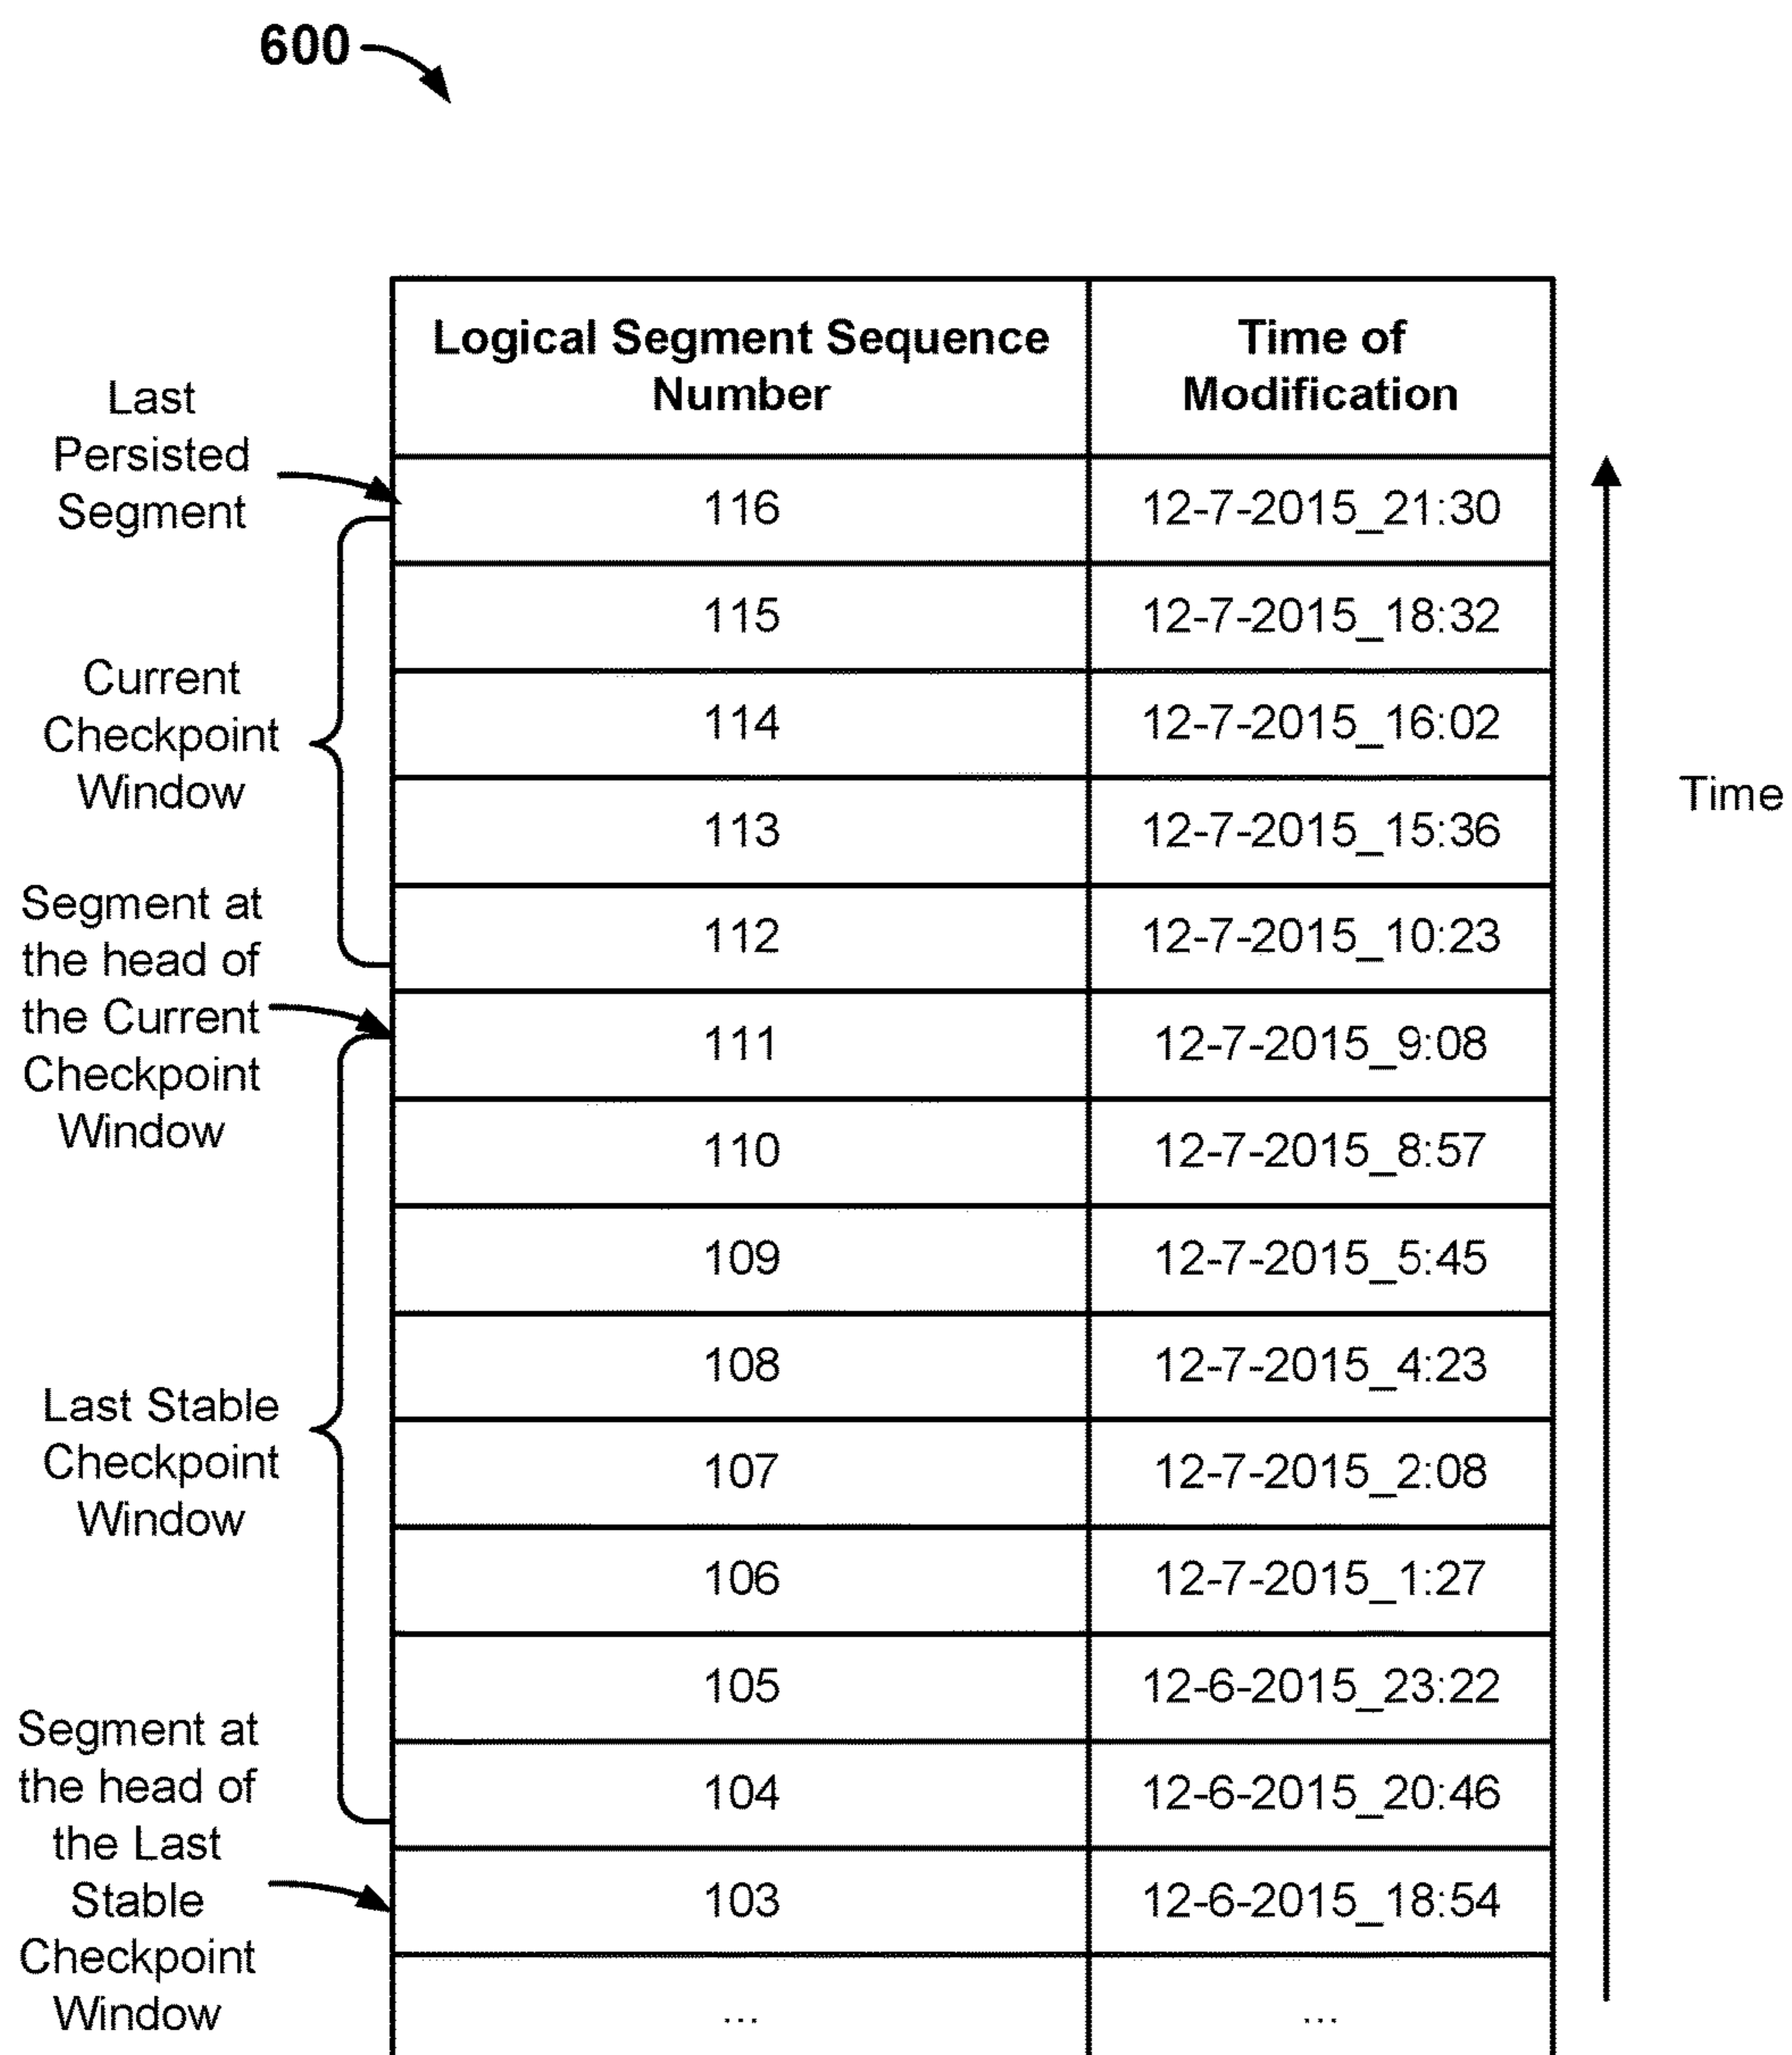 600
Logical Segment Sequence
Number
Time of
Modification
Last
Persisted
Segment
116
12-7-2015_21:30
115
12-7-2015_18:32
Current
Checkpoint
Window
114
12-7-2015_16:02
Time
113
12-7-2015_15:36
Segment at
the head of
the Current
Checkpoint
Window
112
12-7-2015_10:23
111
12-7-2015_9:08
110
12-7-2015_8:57
109
12-7-2015_5:45
108
12-7-2015_4:23
Last Stable
Checkpoint
Window
107
12-7-2015_2:08
106
12-7-2015_1:27
105
12-6-2015_23:22
Segment at
the head of
the Last
Stable
Checkpoint
Window
104
12-6-2015_20:46
103
12-6-2015_18:54
...
...